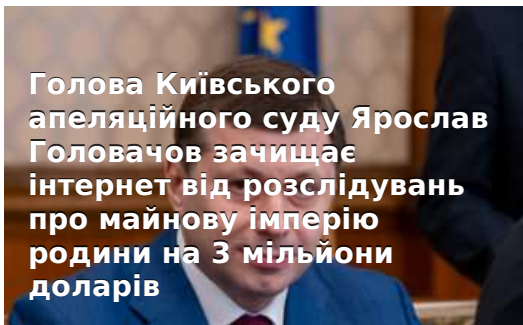 Голова Київського
апеляційного суду Ярослав
Головачов зачищає
інтернет від розслідувань
про майнову імперію
родини на 3 мільйони
доларів